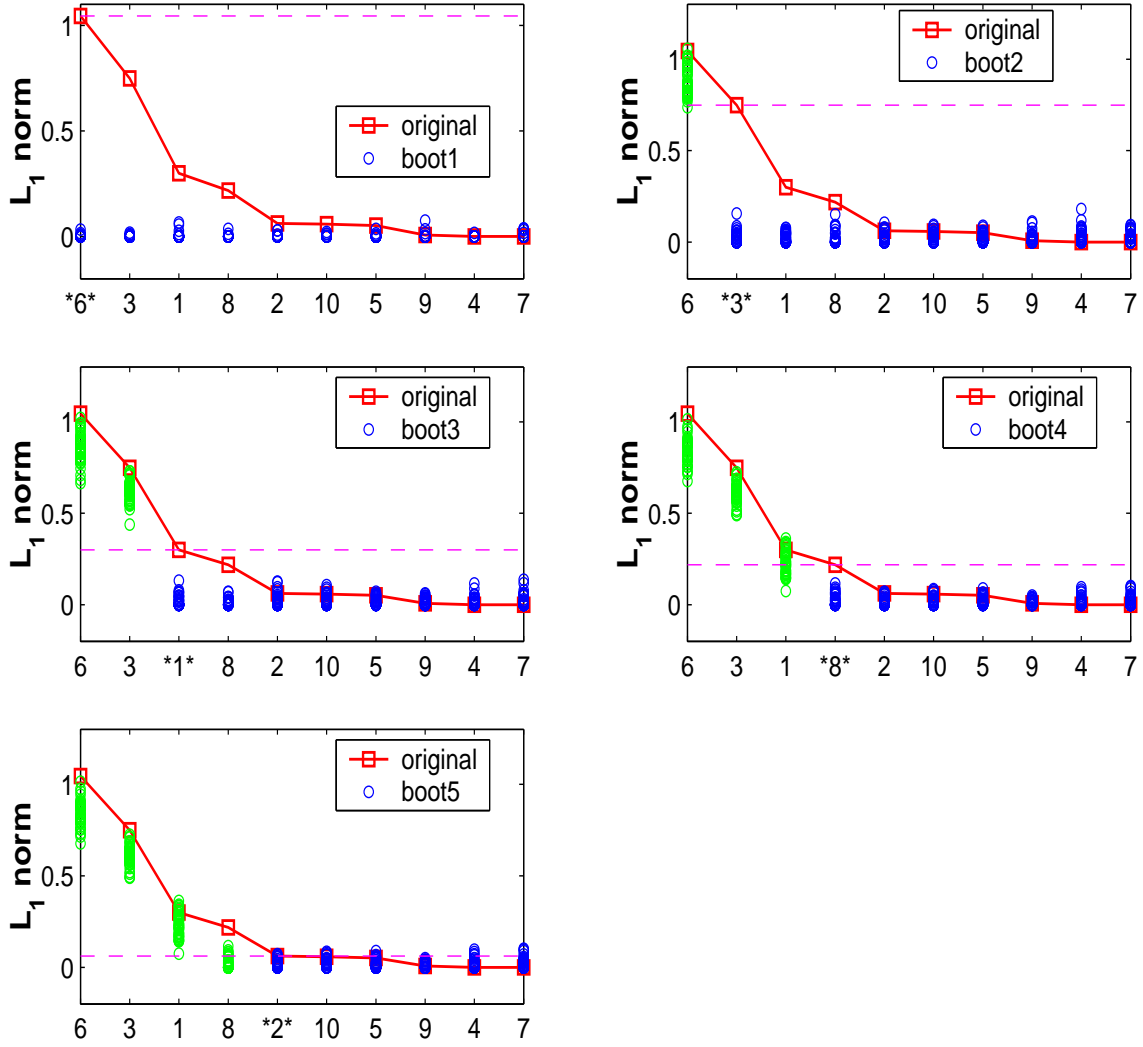 L1 norm
1
0.5
0
original
boot1
*6* 3 1 8 2 10 5 9 4 7
L1 norm
1
0.5
0
original
boot2
6 *3* 1 8 2 10 5 9 4 7
L1 norm
1
0.5
0
original
boot3
6 3 *1* 8 2 10 5 9 4 7
L1 norm
1
0.5
0
original
boot4
6 3 1 *8* 2 10 5 9 4 7
L1 norm
1
0.5
0
original
boot5
6 3 1 8 *2* 10 5 9 4 7